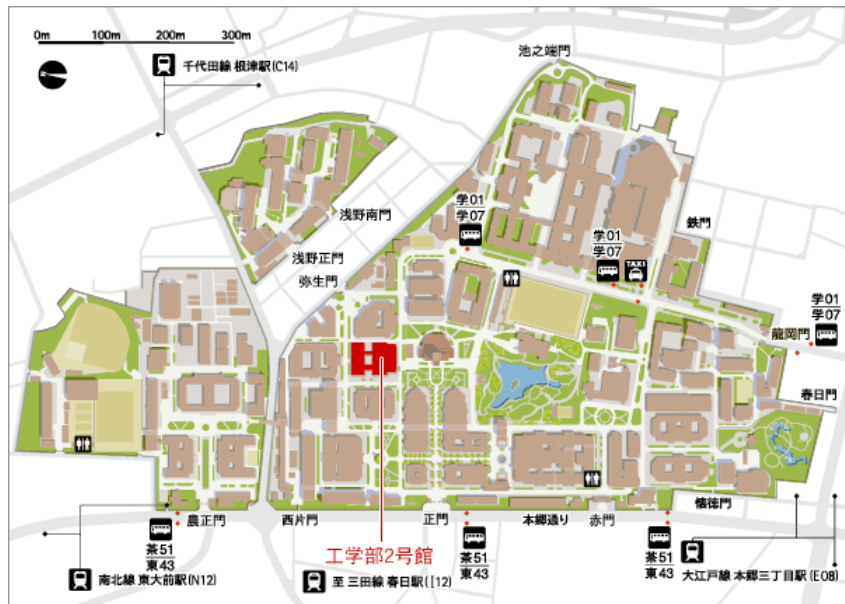 0m 100m 200m 300m
千代田線 根津駅(C14)
池之端門
浅野南門
浅野正門
弥生門
学01
学07
学01
学07
TAXI
鉄門
学01
学07
龍岡門
春日門
懐徳門
農正門
西片門
正門
本郷通り
赤門
茶51
東43
工学部2号館
茶51
東43
茶51
東43
南北線 東大前駅(N12)
至 三田線 春日駅(I12)
大江戸線 本郷三丁目駅(E08)